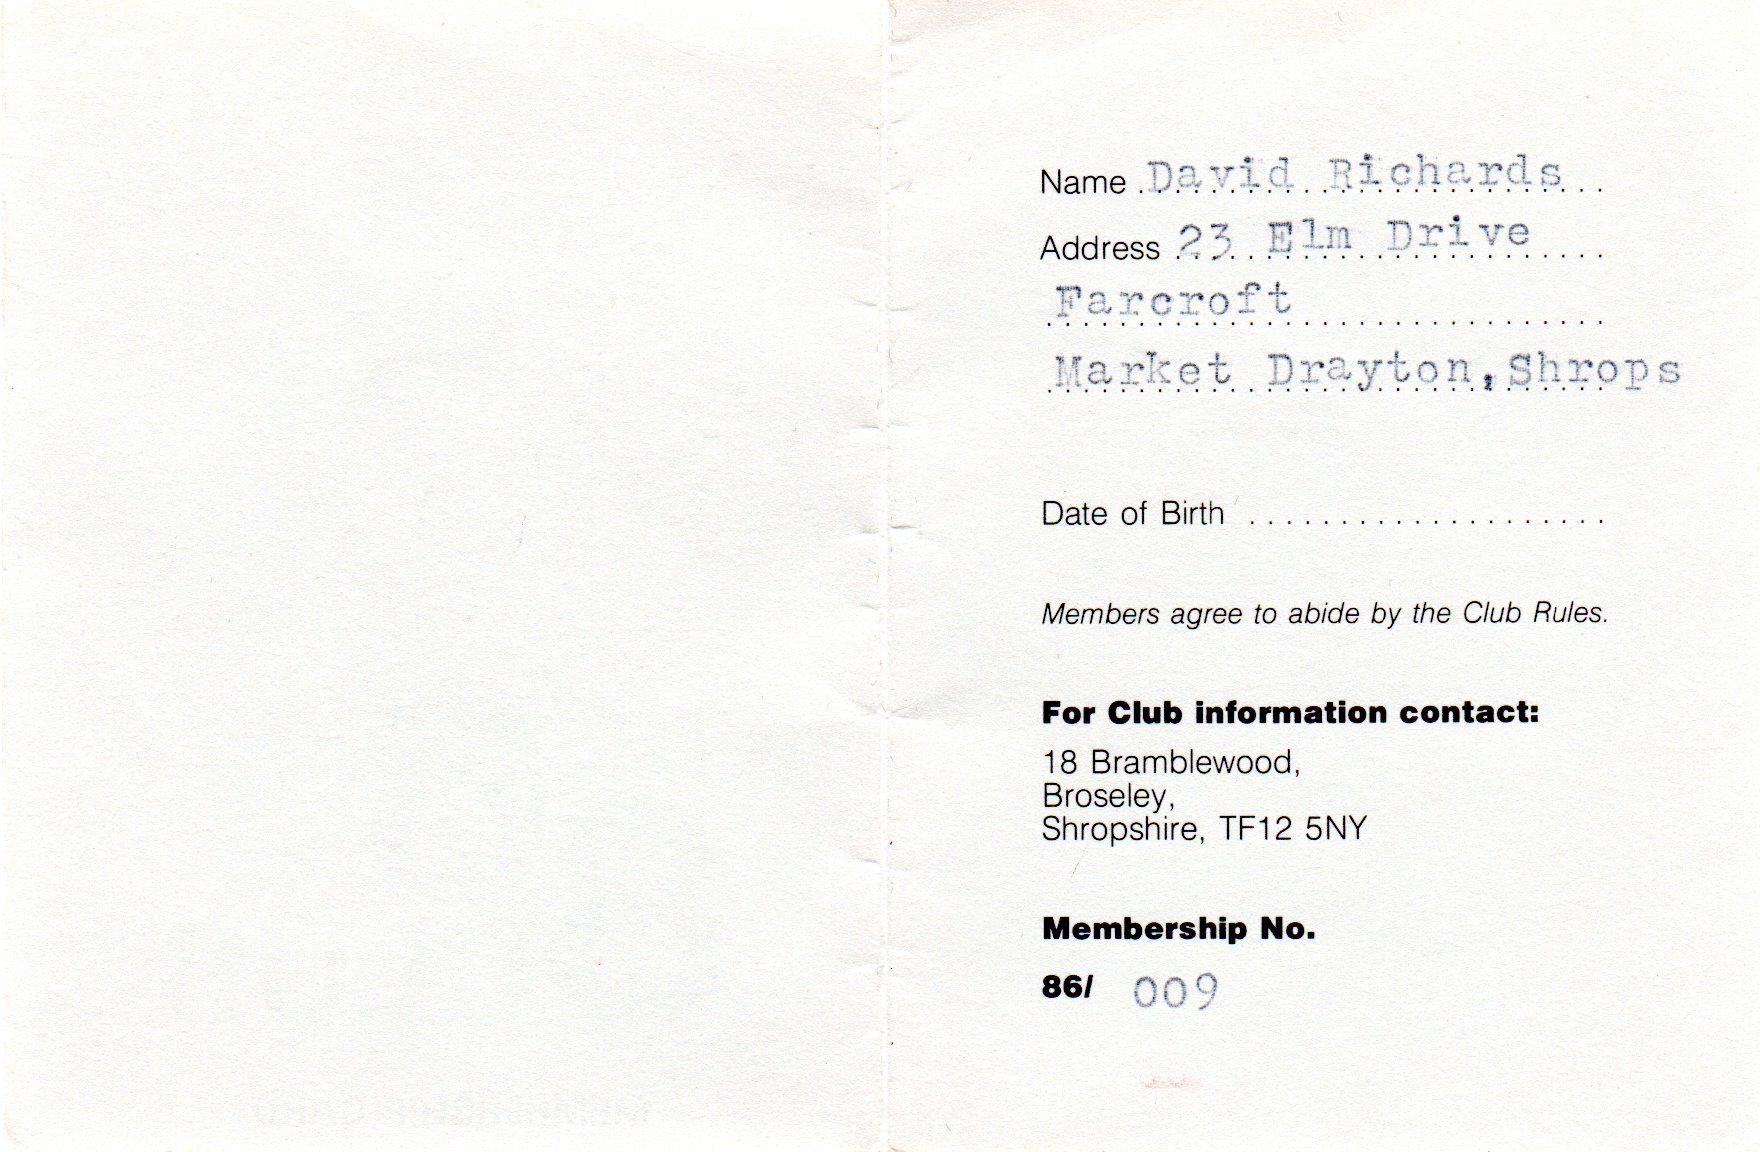 Name David Richards
Address 23 Elm Drive
Farcroft
Market Drayton, Shrops
Date of Birth
Members agree to abide by the Club Rules.
For Club information contact:
18 Bramblewood,
Broseley,
Shropshire, TF12 5NY
Membership No.
86/ 009